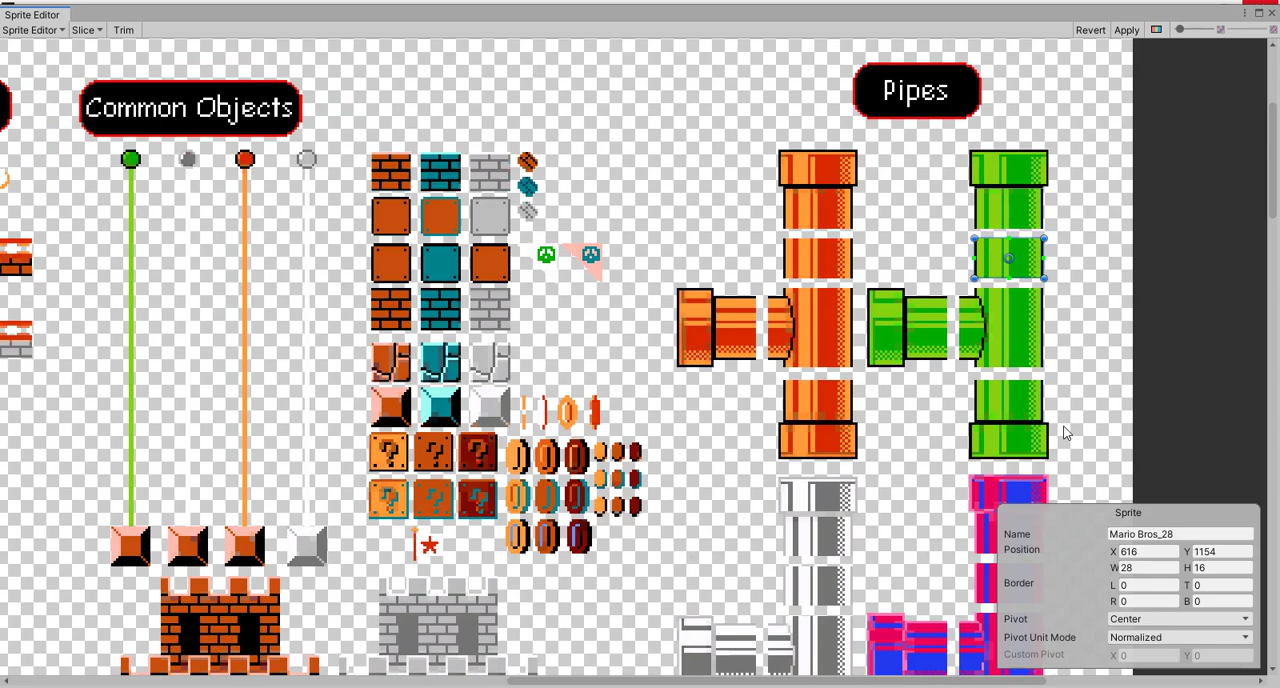 Sprite Editor
Sprite Editor Slice Trim Revert Apply
Common Objects
Pipes
? ? ?
? ? ?
Sprite
Name Mario Bros_28
Position X 616 Y 1154
W 28 H 16
Border L 0 T 0
R 0 B 0
Pivot Center
Pivot Unit Mode Normalized
Custom Pivot X 0 Y 0